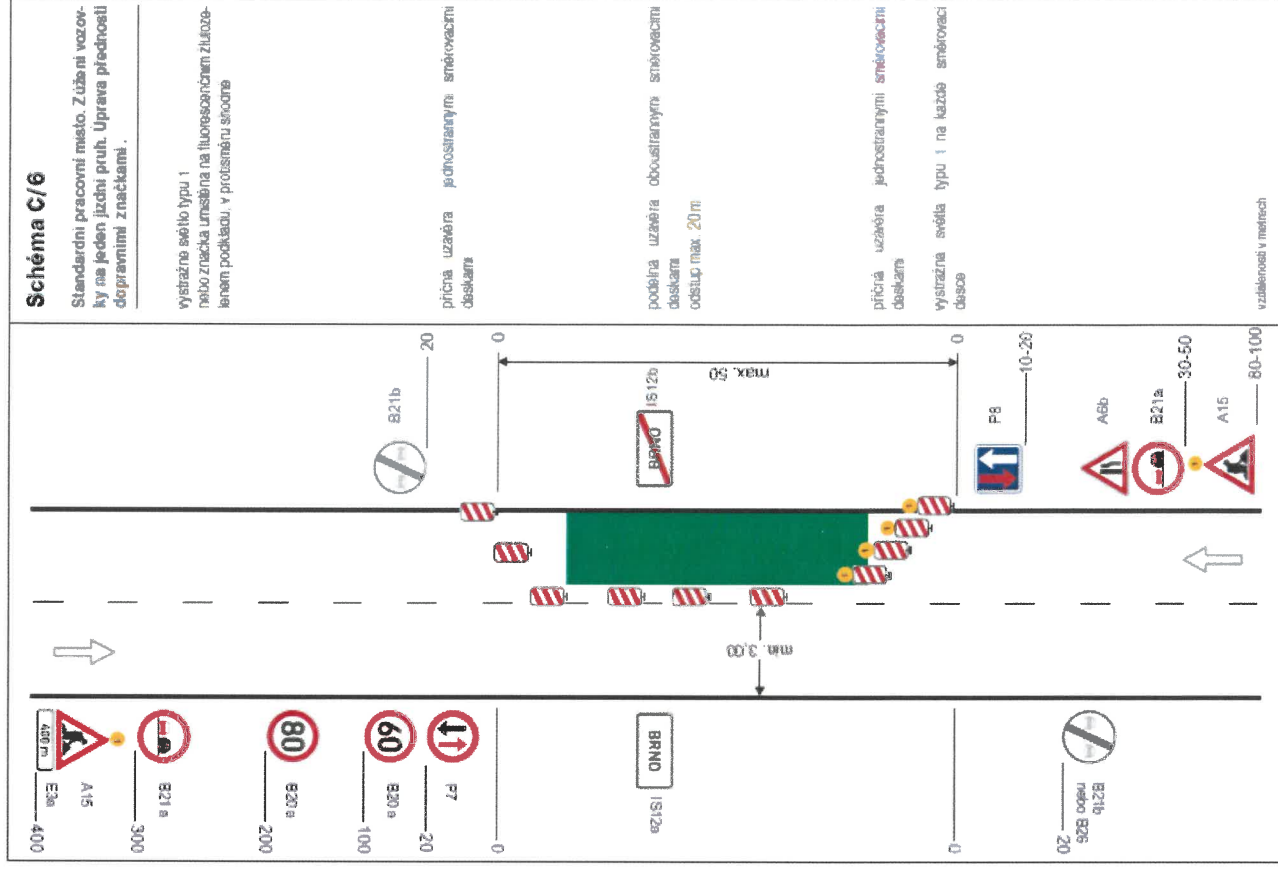 Schéma C/6
Standardní pracovní místo. Zúžení vozov-
ky na jeden jízdní pruh. Úprava přednosti
dopravními značkami.
výstražné světlo typu 1
nebo značka umístěna na fluorescenčním žlutoze-
leném podkladu, v protisměru shodně
příčná uzávěra jednostrannými směrovacími
deskami
podélná uzávěra oboustrannými směrovacími
deskami
odstup max. 20 m
příčná uzávěra jednostrannými směrovacími
deskami
výstražná světla typu 1 na každé směrovací
desce
vzdálenosti v metrech
B21b
20
0
max. 50
IS12b
BRNO
0
P8
10-20
A6b
B21a
30-50
A15
80-100
min. 3,00
400 m
E3a
A15
400
B21a
300
80
B20a
200
60
B20a
100
P7
20
0
BRNO
IS12a
0
B21b
nebo B26
20